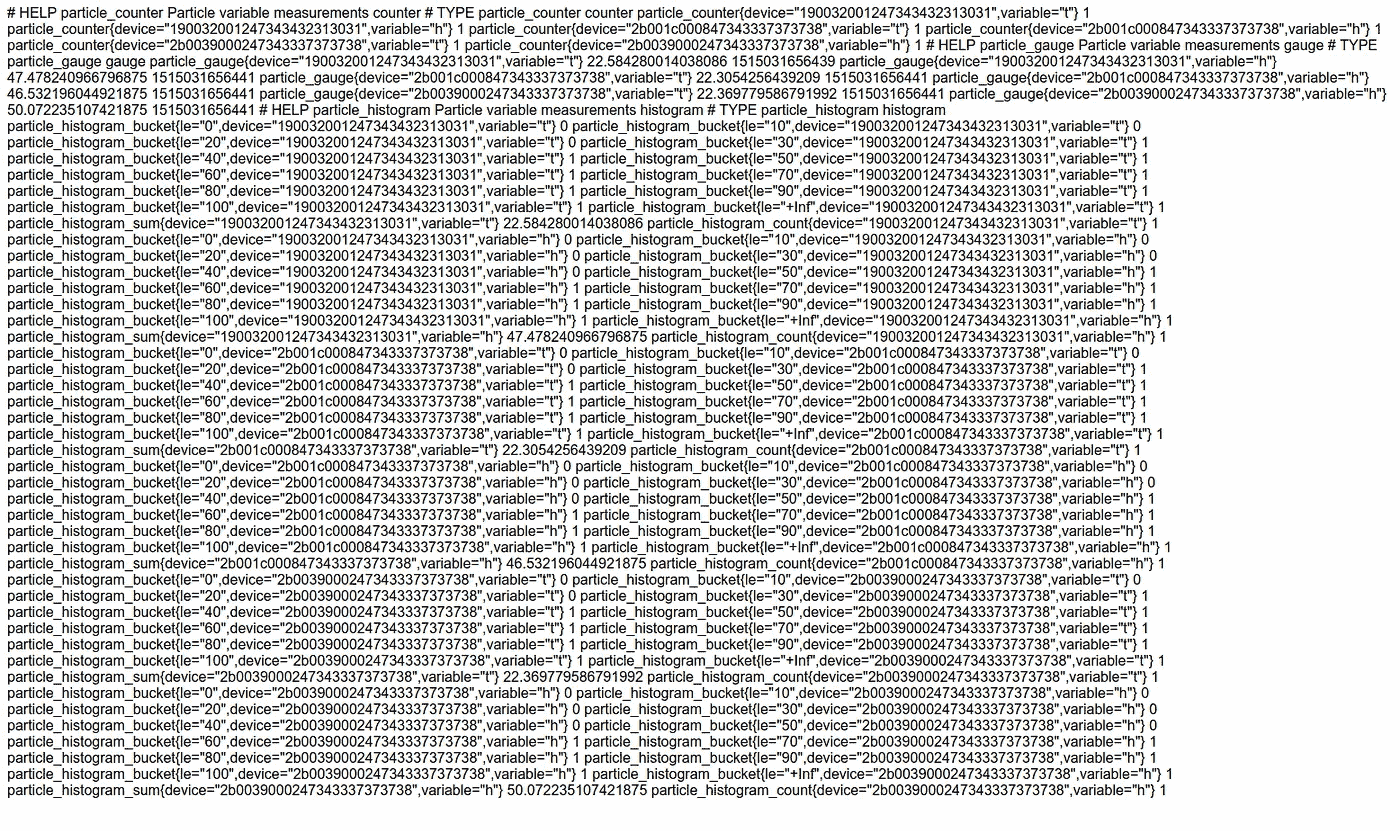 # HELP particle_counter Particle variable measurements counter # TYPE particle_counter counter particle_counter{device="190032001247343432313031",variable="t"} 1
particle_counter{device="190032001247343432313031",variable="h"} 1 particle_counter{device="2b001c000847343337373738",variable="t"} 1 particle_counter{device="2b001c000847343337373738",variable="h"} 1
particle_counter{device="2b0039000247343337373738",variable="t"} 1 particle_counter{device="2b0039000247343337373738",variable="h"} 1 # HELP particle_gauge Particle variable measurements gauge # TYPE
particle_gauge gauge particle_gauge{device="190032001247343432313031",variable="t"} 22.584280014038086 1515031656439 particle_gauge{device="190032001247343432313031",variable="h"}
47.478240966796875 1515031656441 particle_gauge{device="2b001c000847343337373738",variable="t"} 22.3054256439209 1515031656441 particle_gauge{device="2b001c000847343337373738",variable="h"}
46.532196044921875 1515031656441 particle_gauge{device="2b0039000247343337373738",variable="t"} 22.369779586791992 1515031656441 particle_gauge{device="2b0039000247343337373738",variable="h"}
50.072235107421875 1515031656441 # HELP particle_histogram Particle variable measurements histogram # TYPE particle_histogram histogram
particle_histogram_bucket{le="0",device="190032001247343432313031",variable="t"} 0 particle_histogram_bucket{le="10",device="190032001247343432313031",variable="t"} 0
particle_histogram_bucket{le="20",device="190032001247343432313031",variable="t"} 0 particle_histogram_bucket{le="30",device="190032001247343432313031",variable="t"} 1
particle_histogram_bucket{le="40",device="190032001247343432313031",variable="t"} 1 particle_histogram_bucket{le="50",device="190032001247343432313031",variable="t"} 1
particle_histogram_bucket{le="60",device="190032001247343432313031",variable="t"} 1 particle_histogram_bucket{le="70",device="190032001247343432313031",variable="t"} 1
particle_histogram_bucket{le="80",device="190032001247343432313031",variable="t"} 1 particle_histogram_bucket{le="90",device="190032001247343432313031",variable="t"} 1
particle_histogram_bucket{le="100",device="190032001247343432313031",variable="t"} 1 particle_histogram_bucket{le="+Inf",device="190032001247343432313031",variable="t"} 1
particle_histogram_sum{device="190032001247343432313031",variable="t"} 22.584280014038086 particle_histogram_count{device="190032001247343432313031",variable="t"} 1
particle_histogram_bucket{le="0",device="190032001247343432313031",variable="h"} 0 particle_histogram_bucket{le="10",device="190032001247343432313031",variable="h"} 0
particle_histogram_bucket{le="20",device="190032001247343432313031",variable="h"} 0 particle_histogram_bucket{le="30",device="190032001247343432313031",variable="h"} 0
particle_histogram_bucket{le="40",device="190032001247343432313031",variable="h"} 0 particle_histogram_bucket{le="50",device="190032001247343432313031",variable="h"} 1
particle_histogram_bucket{le="60",device="190032001247343432313031",variable="h"} 1 particle_histogram_bucket{le="70",device="190032001247343432313031",variable="h"} 1
particle_histogram_bucket{le="80",device="190032001247343432313031",variable="h"} 1 particle_histogram_bucket{le="90",device="190032001247343432313031",variable="h"} 1
particle_histogram_bucket{le="100",device="190032001247343432313031",variable="h"} 1 particle_histogram_bucket{le="+Inf",device="190032001247343432313031",variable="h"} 1
particle_histogram_sum{device="190032001247343432313031",variable="h"} 47.478240966796875 particle_histogram_count{device="190032001247343432313031",variable="h"} 1
particle_histogram_bucket{le="0",device="2b001c000847343337373738",variable="t"} 0 particle_histogram_bucket{le="10",device="2b001c000847343337373738",variable="t"} 0
particle_histogram_bucket{le="20",device="2b001c000847343337373738",variable="t"} 0 particle_histogram_bucket{le="30",device="2b001c000847343337373738",variable="t"} 1
particle_histogram_bucket{le="40",device="2b001c000847343337373738",variable="t"} 1 particle_histogram_bucket{le="50",device="2b001c000847343337373738",variable="t"} 1
particle_histogram_bucket{le="60",device="2b001c000847343337373738",variable="t"} 1 particle_histogram_bucket{le="70",device="2b001c000847343337373738",variable="t"} 1
particle_histogram_bucket{le="80",device="2b001c000847343337373738",variable="t"} 1 particle_histogram_bucket{le="90",device="2b001c000847343337373738",variable="t"} 1
particle_histogram_bucket{le="100",device="2b001c000847343337373738",variable="t"} 1 particle_histogram_bucket{le="+Inf",device="2b001c000847343337373738",variable="t"} 1
particle_histogram_sum{device="2b001c000847343337373738",variable="t"} 22.3054256439209 particle_histogram_count{device="2b001c000847343337373738",variable="t"} 1
particle_histogram_bucket{le="0",device="2b001c000847343337373738",variable="h"} 0 particle_histogram_bucket{le="10",device="2b001c000847343337373738",variable="h"} 0
particle_histogram_bucket{le="20",device="2b001c000847343337373738",variable="h"} 0 particle_histogram_bucket{le="30",device="2b001c000847343337373738",variable="h"} 0
particle_histogram_bucket{le="40",device="2b001c000847343337373738",variable="h"} 0 particle_histogram_bucket{le="50",device="2b001c000847343337373738",variable="h"} 1
particle_histogram_bucket{le="60",device="2b001c000847343337373738",variable="h"} 1 particle_histogram_bucket{le="70",device="2b001c000847343337373738",variable="h"} 1
particle_histogram_bucket{le="80",device="2b001c000847343337373738",variable="h"} 1 particle_histogram_bucket{le="90",device="2b001c000847343337373738",variable="h"} 1
particle_histogram_bucket{le="100",device="2b001c000847343337373738",variable="h"} 1 particle_histogram_bucket{le="+Inf",device="2b001c000847343337373738",variable="h"} 1
particle_histogram_sum{device="2b001c000847343337373738",variable="h"} 46.532196044921875 particle_histogram_count{device="2b001c000847343337373738",variable="h"} 1
particle_histogram_bucket{le="0",device="2b0039000247343337373738",variable="t"} 0 particle_histogram_bucket{le="10",device="2b0039000247343337373738",variable="t"} 0
particle_histogram_bucket{le="20",device="2b0039000247343337373738",variable="t"} 0 particle_histogram_bucket{le="30",device="2b0039000247343337373738",variable="t"} 1
particle_histogram_bucket{le="40",device="2b0039000247343337373738",variable="t"} 1 particle_histogram_bucket{le="50",device="2b0039000247343337373738",variable="t"} 1
particle_histogram_bucket{le="60",device="2b0039000247343337373738",variable="t"} 1 particle_histogram_bucket{le="70",device="2b0039000247343337373738",variable="t"} 1
particle_histogram_bucket{le="80",device="2b0039000247343337373738",variable="t"} 1 particle_histogram_bucket{le="90",device="2b0039000247343337373738",variable="t"} 1
particle_histogram_bucket{le="100",device="2b0039000247343337373738",variable="t"} 1 particle_histogram_bucket{le="+Inf",device="2b0039000247343337373738",variable="t"} 1
particle_histogram_sum{device="2b0039000247343337373738",variable="t"} 22.369779586791992 particle_histogram_count{device="2b0039000247343337373738",variable="t"} 1
particle_histogram_bucket{le="0",device="2b0039000247343337373738",variable="h"} 0 particle_histogram_bucket{le="10",device="2b0039000247343337373738",variable="h"} 0
particle_histogram_bucket{le="20",device="2b0039000247343337373738",variable="h"} 0 particle_histogram_bucket{le="30",device="2b0039000247343337373738",variable="h"} 0
particle_histogram_bucket{le="40",device="2b0039000247343337373738",variable="h"} 0 particle_histogram_bucket{le="50",device="2b0039000247343337373738",variable="h"} 0
particle_histogram_bucket{le="60",device="2b0039000247343337373738",variable="h"} 1 particle_histogram_bucket{le="70",device="2b0039000247343337373738",variable="h"} 1
particle_histogram_bucket{le="80",device="2b0039000247343337373738",variable="h"} 1 particle_histogram_bucket{le="90",device="2b0039000247343337373738",variable="h"} 1
particle_histogram_bucket{le="100",device="2b0039000247343337373738",variable="h"} 1 particle_histogram_bucket{le="+Inf",device="2b0039000247343337373738",variable="h"} 1
particle_histogram_sum{device="2b0039000247343337373738",variable="h"} 50.072235107421875 particle_histogram_count{device="2b0039000247343337373738",variable="h"} 1